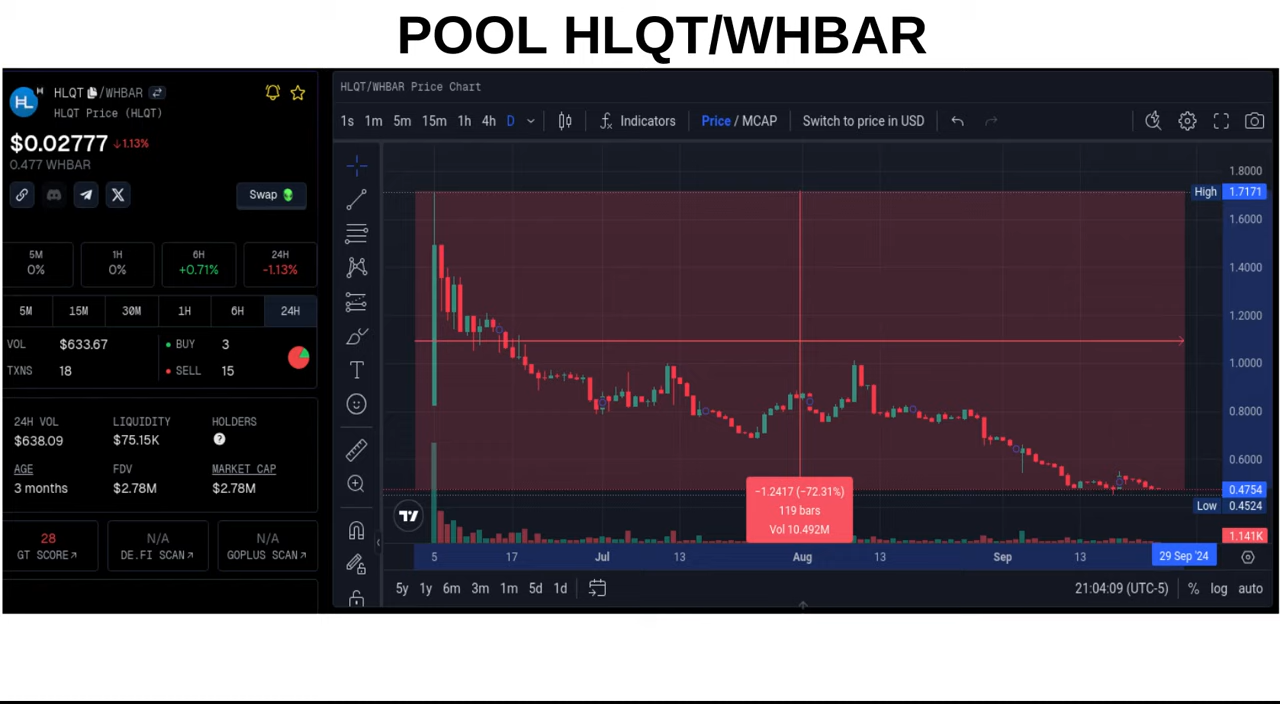 POOL HLQT/WHBAR
HLQT /WHBAR
HLQT Price (HLQT)
$0.02777 ↓1.13%
0.477 WHBAR
Swap
5M 1H 6H 24H
0% 0% +0.71% -1.13%
5M 15M 30M 1H 6H 24H
VOL $633.67 BUY 3
TXNS 18 SELL 15
24H VOL LIQUIDITY HOLDERS
$638.09 $75.15K ?
AGE FDV MARKET CAP
3 months $2.78M $2.78M
28 N/A N/A
GT SCORE↗ DE.FI SCAN↗ GOPLUS SCAN↗
HLQT/WHBAR Price Chart
1s 1m 5m 15m 1h 4h D Indicators Price / MCAP Switch to price in USD
1.8000
High 1.7171
1.6000
1.4000
1.2000
1.0000
0.8000
0.6000
0.4754
Low 0.4524
1.141K
−1.2417 (−72.31%)
119 bars
Vol 10.492M
5 17 Jul 13 Aug 13 Sep 13 29 Sep '24
5y 1y 6m 3m 1m 5d 1d 21:04:09 (UTC-5) % log auto